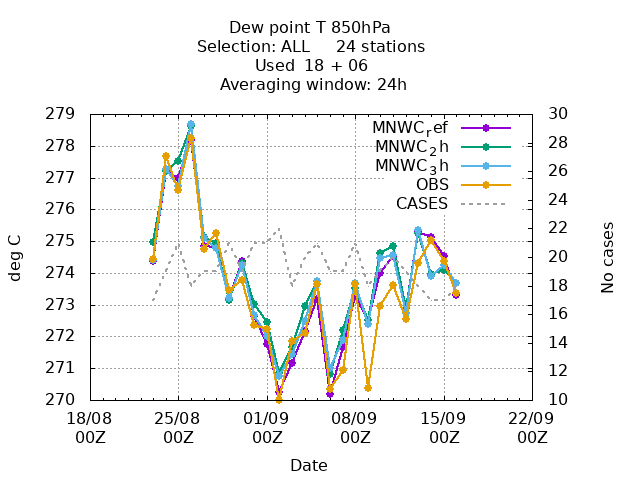 Dew point T 850hPa
Selection: ALL 24 stations
Used 18 + 06
Averaging window: 24h
279
278
277
276
275
274
273
272
271
270
deg C
30
28
26
24
22
20
18
16
14
12
10
No cases
MNWC_ref
MNWC_2h
MNWC_3h
OBS
CASES
18/08 25/08 01/09 08/09 15/09 22/09
00Z 00Z 00Z 00Z 00Z 00Z
Date